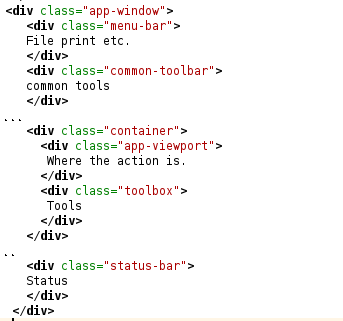 <div class="app-window">
<div class="menu-bar">
File print etc.
</div>
<div class="common-toolbar">
common tools
</div>
...
<div class="container">
<div class="app-viewport">
Where the action is.
</div>
<div class="toolbox">
Tools
</div>
</div>
..
<div class="status-bar">
Status
</div>
</div>